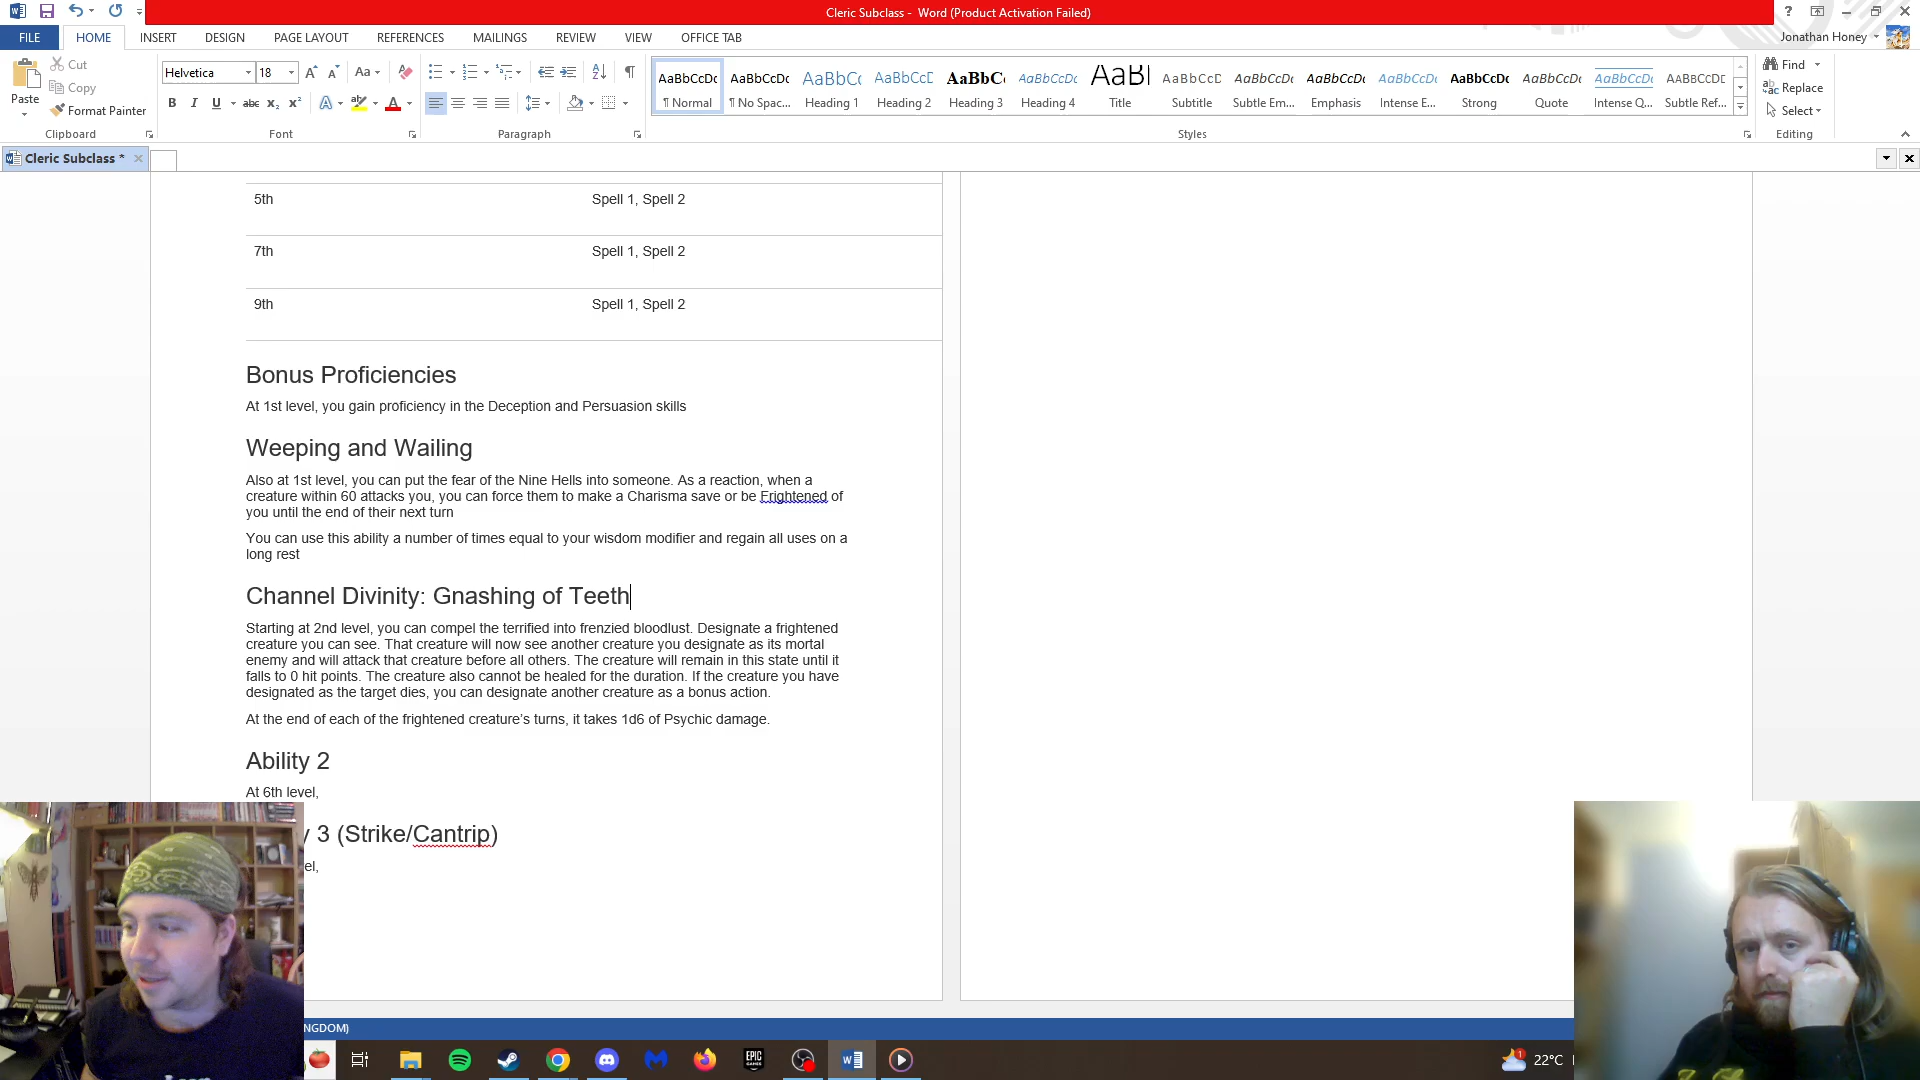 Cleric Subclass - Word (Product Activation Failed)
FILE HOME INSERT DESIGN PAGE LAYOUT REFERENCES MAILINGS REVIEW VIEW OFFICE TAB
Jonathan Honey
Paste
Cut
Copy
Format Painter
Clipboard
Helvetica 18
Font
Paragraph
AaBbCcDc AaBbCcDc AaBbCc AaBbCcD AaBbC AaBbCcDc AaBl AaBbCcD AaBbCcDc AaBbCcDc AaBbCcDc AaBbCcDc AaBbCcDc AaBbCcDc AABBCCDE
¶ Normal ¶ No Spac... Heading 1 Heading 2 Heading 3 Heading 4 Title Subtitle Subtle Em... Emphasis Intense E... Strong Quote Intense Q... Subtle Ref...
Styles
Find
Replace
Select
Editing
Cleric Subclass *
5th Spell 1, Spell 2
7th Spell 1, Spell 2
9th Spell 1, Spell 2
Bonus Proficiencies
At 1st level, you gain proficiency in the Deception and Persuasion skills
Weeping and Wailing
Also at 1st level, you can put the fear of the Nine Hells into someone. As a reaction, when a
creature within 60 attacks you, you can force them to make a Charisma save or be Frightened of
you until the end of their next turn
You can use this ability a number of times equal to your wisdom modifier and regain all uses on a
long rest
Channel Divinity: Gnashing of Teeth
Starting at 2nd level, you can compel the terrified into frenzied bloodlust. Designate a frightened
creature you can see. That creature will now see another creature you designate as its mortal
enemy and will attack that creature before all others. The creature will remain in this state until it
falls to 0 hit points. The creature also cannot be healed for the duration. If the creature you have
designated as the target dies, you can designate another creature as a bonus action.
At the end of each of the frightened creature’s turns, it takes 1d6 of Psychic damage.
Ability 2
At 6th level,
y 3 (Strike/Cantrip)
el,
NGDOM)
22°C